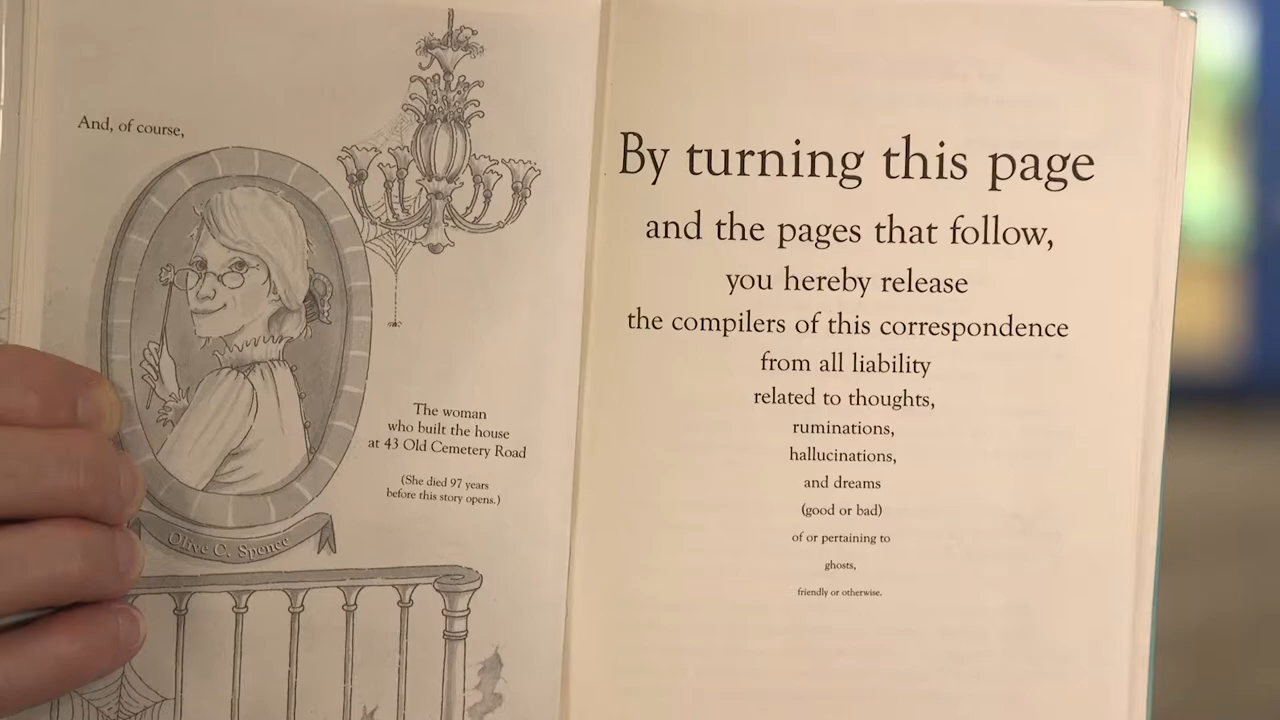 And, of course,
Olive C. Spence
The woman
who built the house
at 43 Old Cemetery Road
(She died 97 years
before this story opens.)
By turning this page
and the pages that follow,
you hereby release
the compilers of this correspondence
from all liability
related to thoughts,
ruminations,
hallucinations,
and dreams
(good or bad)
of or pertaining to
ghosts,
friendly or otherwise.